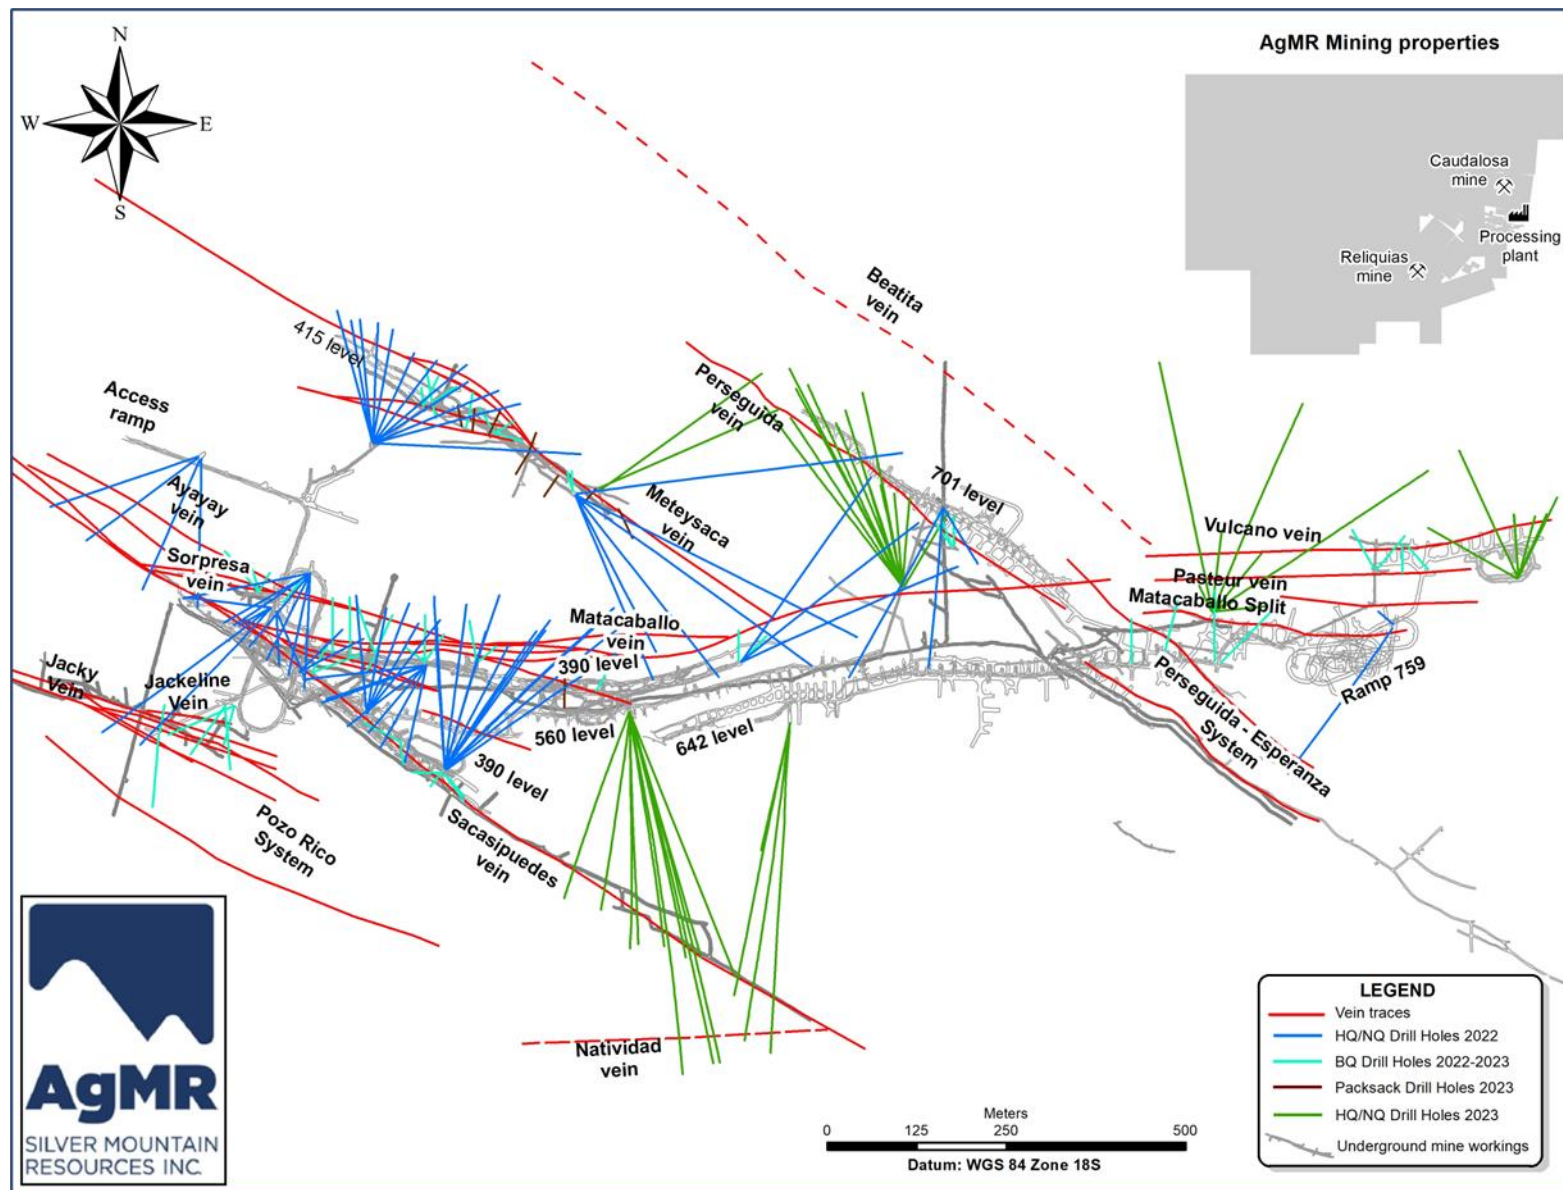 N
W
E
S
AgMR Mining properties
Caudalosa
mine
Processing
plant
Reliquias
mine
Beatita
vein
415 level
Access
ramp
Perseguida
vein
701 level
Ayayay
vein
Meteysaca
vein
Vulcano vein
Sorpresa
vein
Pasteur vein
Matacaballo Split
Matacaballo
vein
390 level
Jacky
Vein
Jackeline
Vein
Ramp 759
Perseguida - Esperanza
System
560 level
642 level
390 level
Sacasipuedes
vein
Pozo Rico
System
Natividad
vein
AgMR
SILVER MOUNTAIN
RESOURCES INC.
Meters
0 125 250 500
Datum: WGS 84 Zone 18S
LEGEND
Vein traces
HQ/NQ Drill Holes 2022
BQ Drill Holes 2022-2023
Packsack Drill Holes 2023
HQ/NQ Drill Holes 2023
Underground mine workings